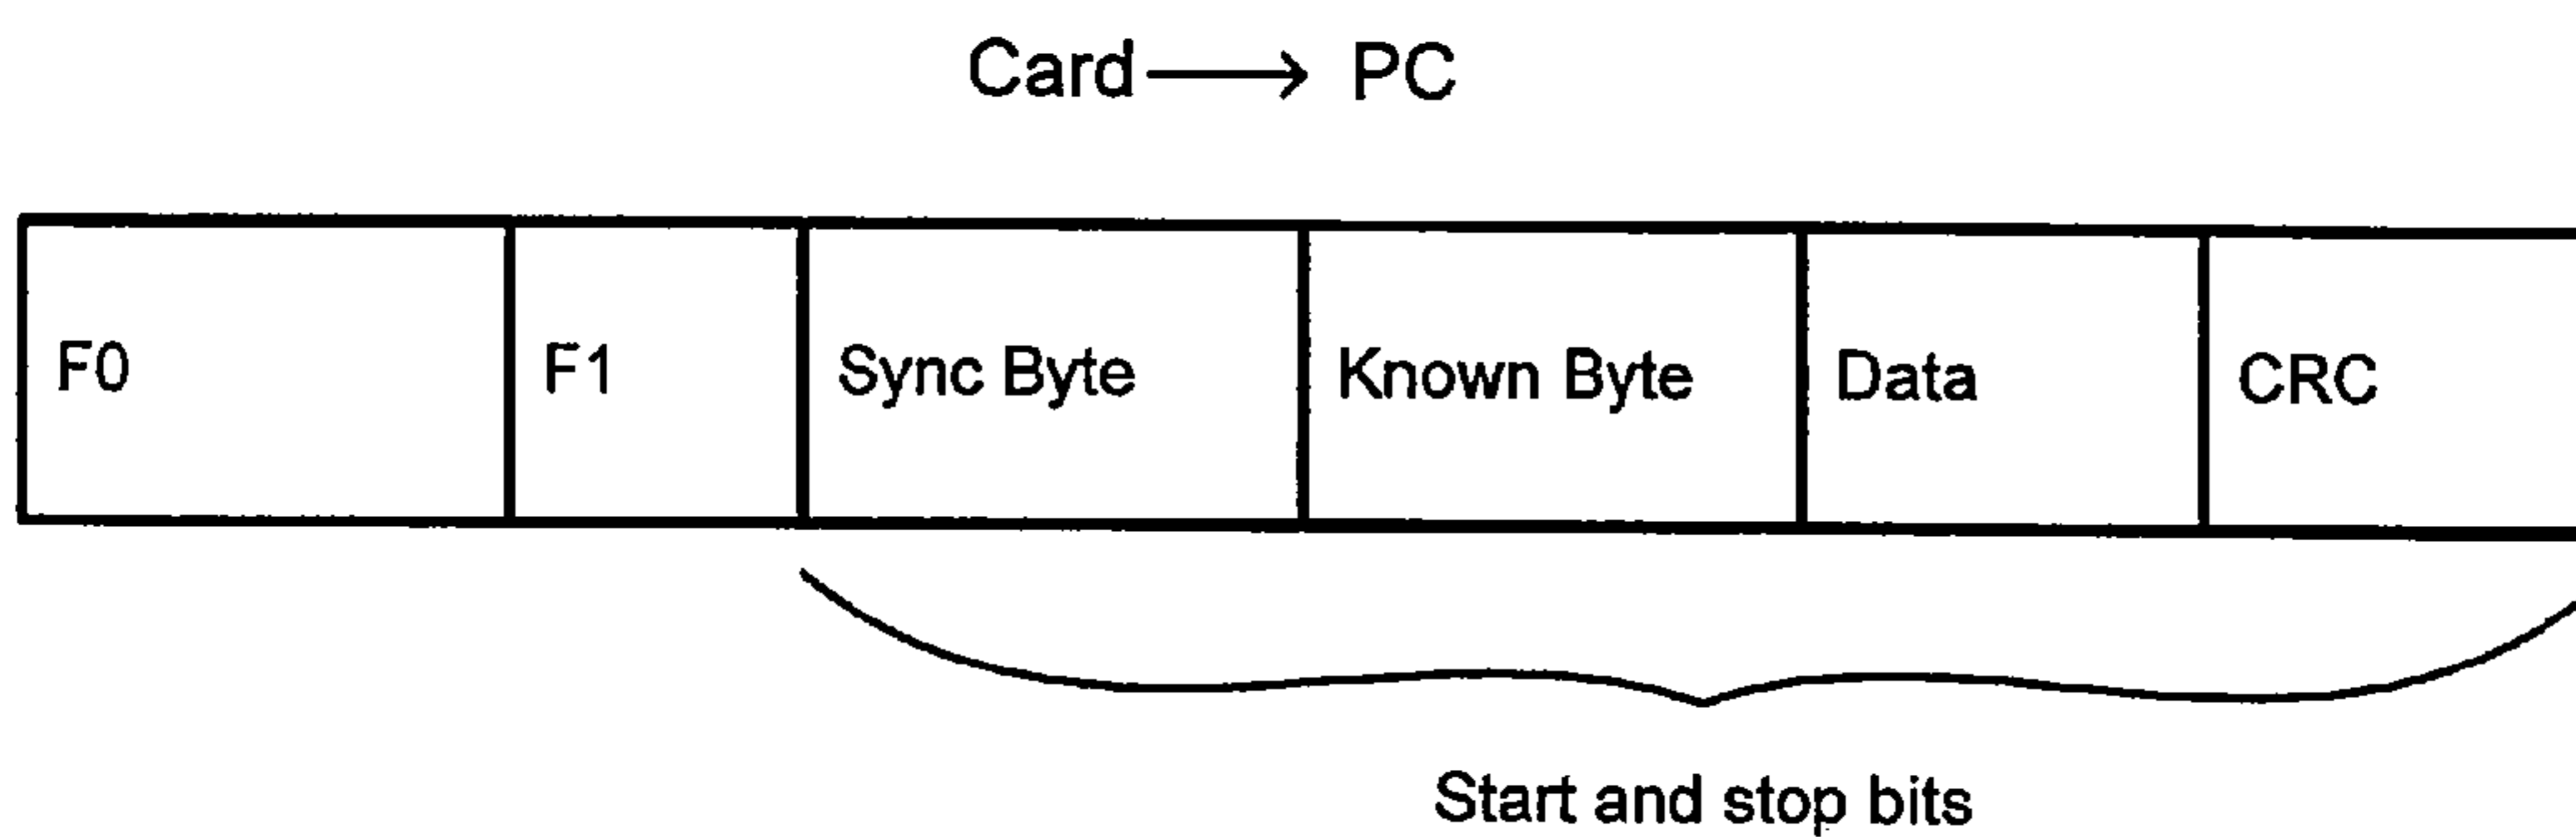 Card → PC
F0 F1 Sync Byte Known Byte Data CRC
Start and stop bits